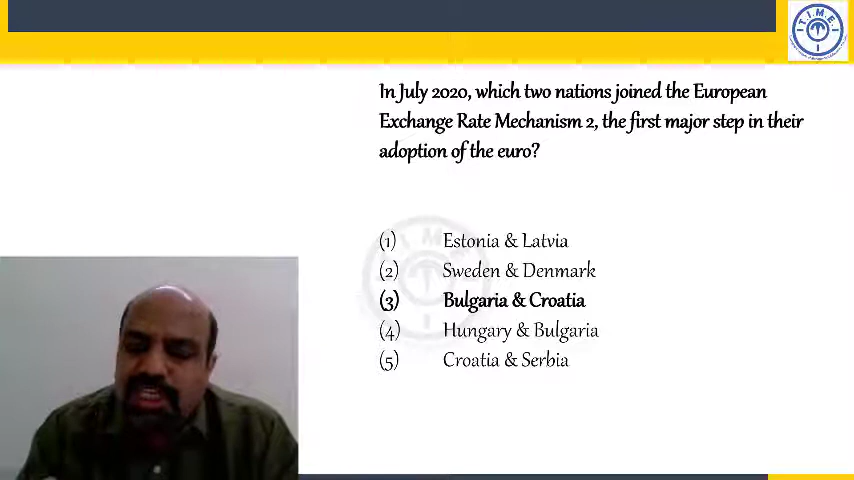 In July 2020, which two nations joined the European
Exchange Rate Mechanism 2, the first major step in their
adoption of the euro?
(1) Estonia & Latvia
(2) Sweden & Denmark
(3) Bulgaria & Croatia
(4) Hungary & Bulgaria
(5) Croatia & Serbia